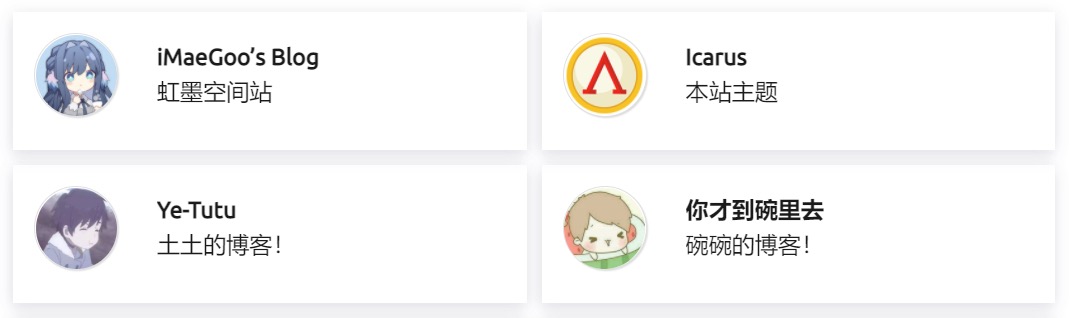 iMaeGoo’s Blog
虹墨空间站
Icarus
本站主题
Ye-Tutu
土土的博客!
你才到碗里去
碗碗的博客!